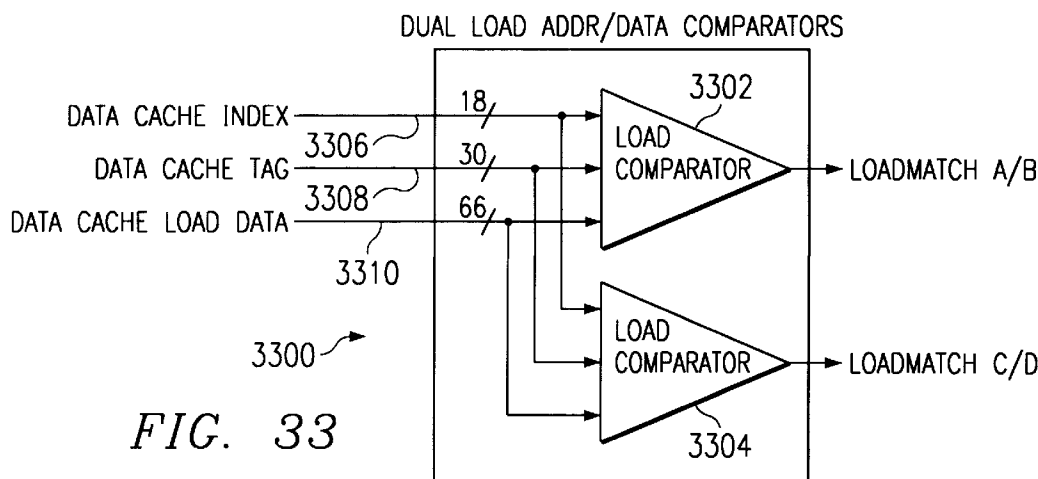 DUAL LOAD ADDR/DATA COMPARATORS
3302
DATA CACHE INDEX
18
3306
LOAD
COMPARATOR
LOADMATCH A/B
DATA CACHE TAG
30
3308
DATA CACHE LOAD DATA
66
3310
3300
LOAD
COMPARATOR
LOADMATCH C/D
3304
FIG. 33